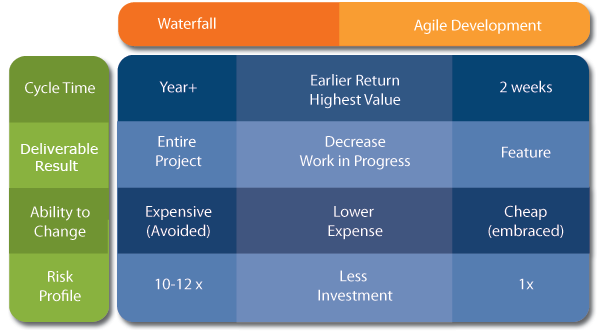 Waterfall
Agile Development
Cycle Time
Year+
Earlier Return
Highest Value
2 weeks
Deliverable
Result
Entire
Project
Decrease
Work in Progress
Feature
Ability to
Change
Expensive
(Avoided)
Lower
Expense
Cheap
(embraced)
Risk
Profile
10-12 x
Less
Investment
1x